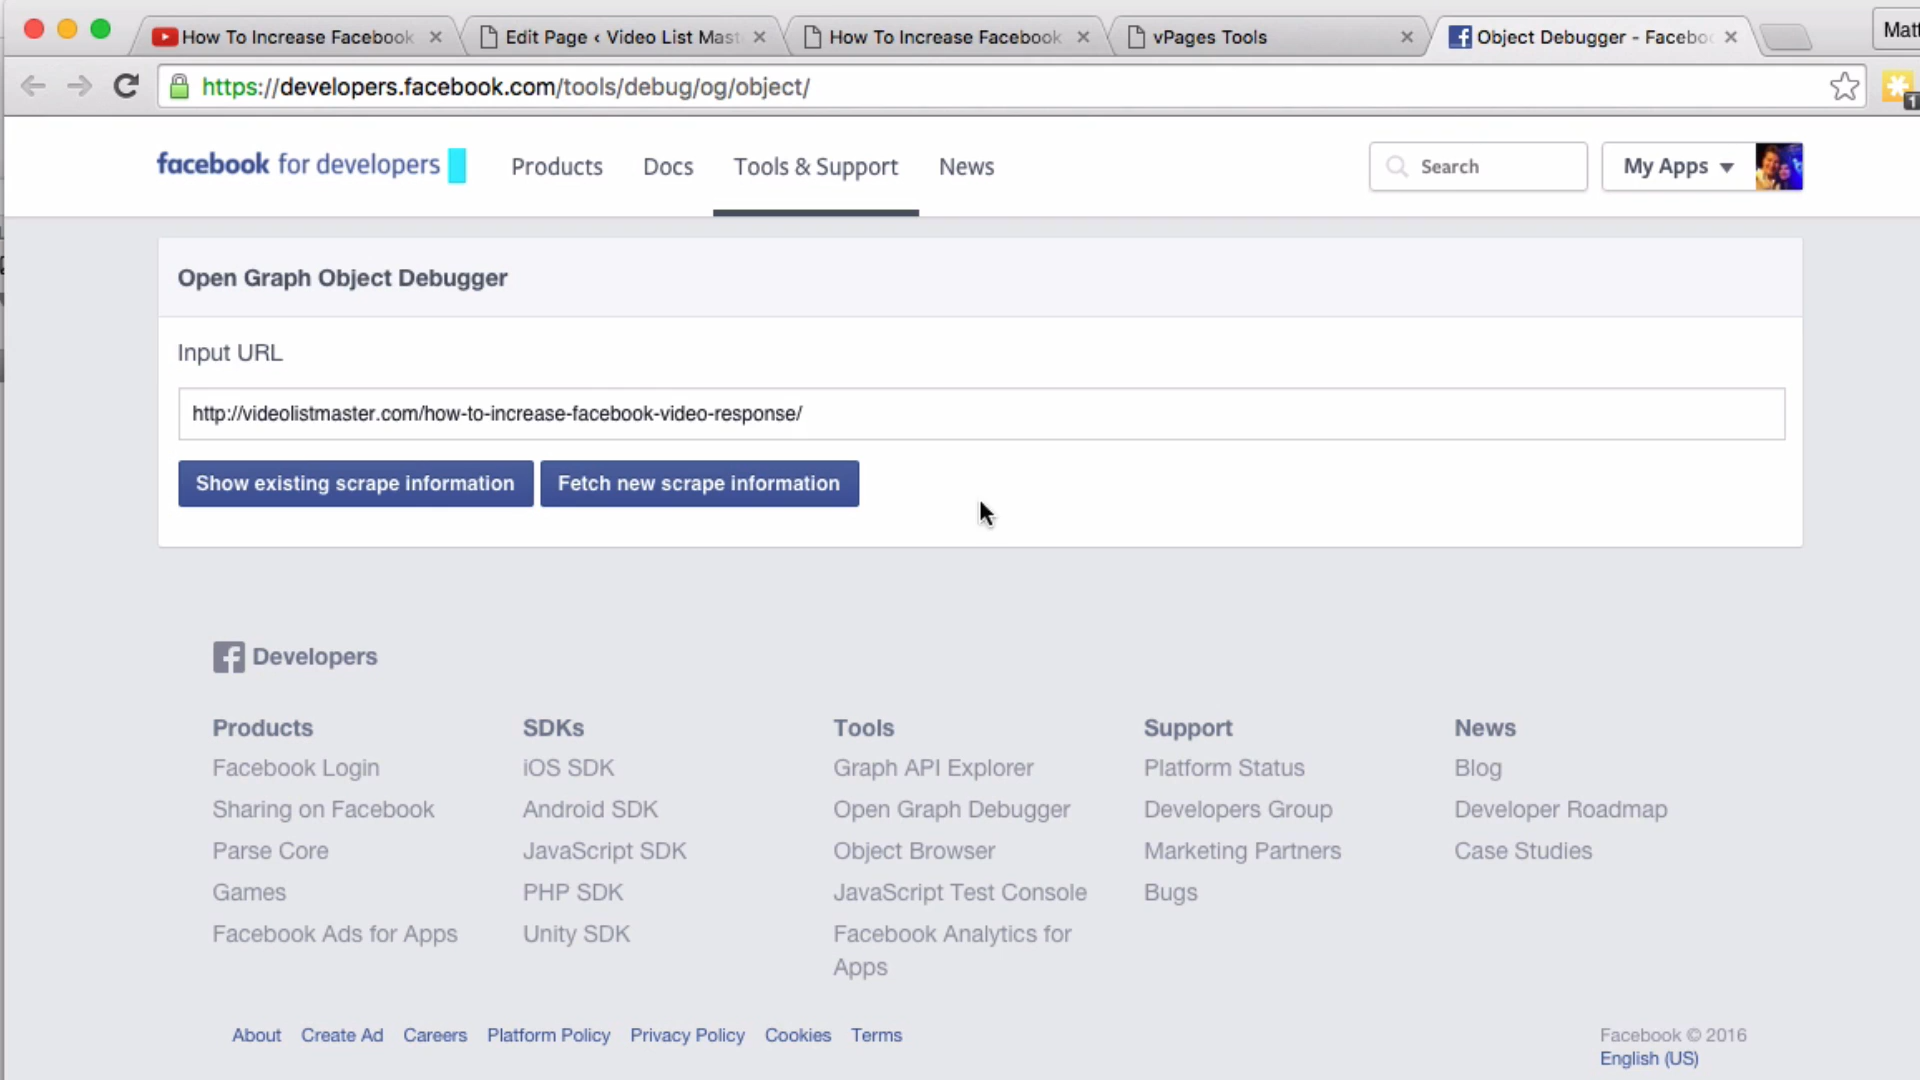 How To Increase Facebook
Edit Page ‹ Video List Mast
How To Increase Facebook
vPages Tools
Object Debugger - Faceboo
Matt
https://developers.facebook.com/tools/debug/og/object/
1
facebook for developers
Products
Docs
Tools & Support
News
Search
My Apps
Open Graph Object Debugger
Input URL
http://videolistmaster.com/how-to-increase-facebook-video-response/
Show existing scrape information
Fetch new scrape information
Developers
Products
Facebook Login
Sharing on Facebook
Parse Core
Games
Facebook Ads for Apps
SDKs
iOS SDK
Android SDK
JavaScript SDK
PHP SDK
Unity SDK
Tools
Graph API Explorer
Open Graph Debugger
Object Browser
JavaScript Test Console
Facebook Analytics for
Apps
Support
Platform Status
Developers Group
Marketing Partners
Bugs
News
Blog
Developer Roadmap
Case Studies
About
Create Ad
Careers
Platform Policy
Privacy Policy
Cookies
Terms
Facebook © 2016
English (US)